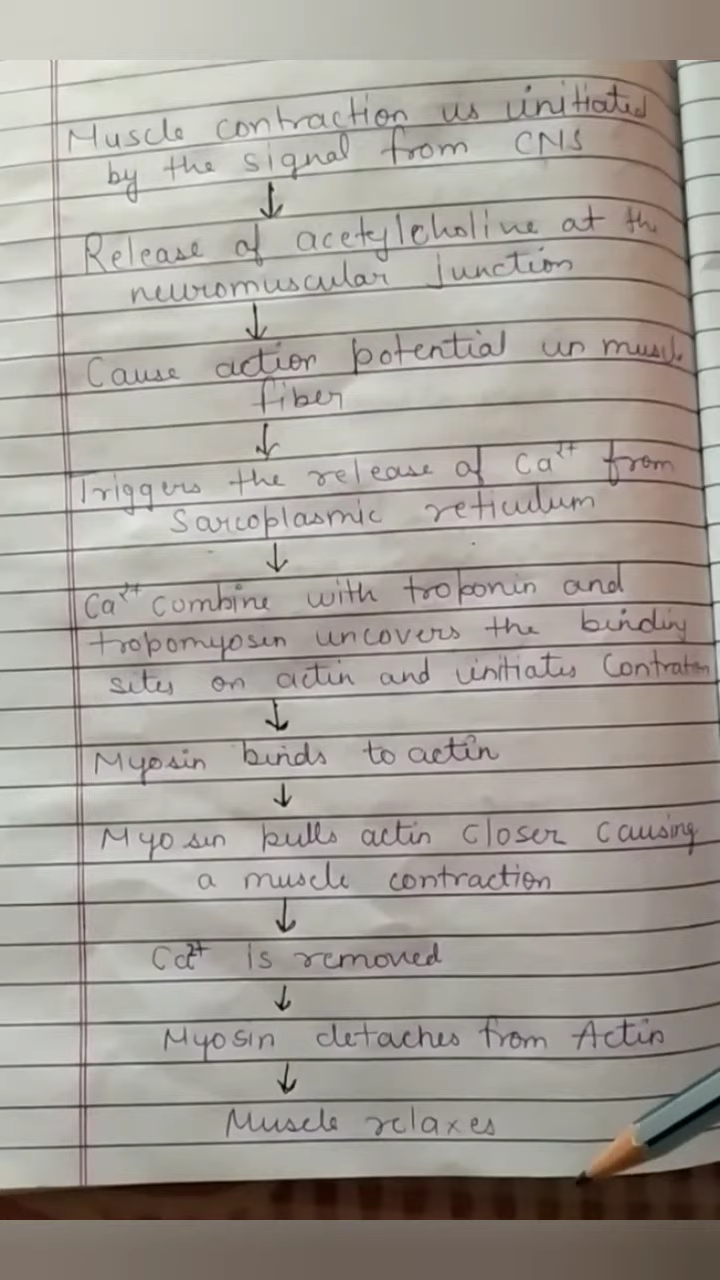 Muscle contraction is initiated
by the signal from CNS
↓
Release of acetylcholine at the
neuromuscular junction
↓
Cause action potential in muscle
fiber
↓
Triggers the release of Ca²⁺ from
Sarcoplasmic reticulum
↓
Ca²⁺ combine with troponin and
tropomyosin uncovers the binding
sites on actin and initiates Contration
↓
Myosin binds to actin
↓
Myosin pulls actin closer causing
a muscle contraction
↓
Ca²⁺ is removed
↓
Myosin detaches from Actin
↓
Muscle relaxes